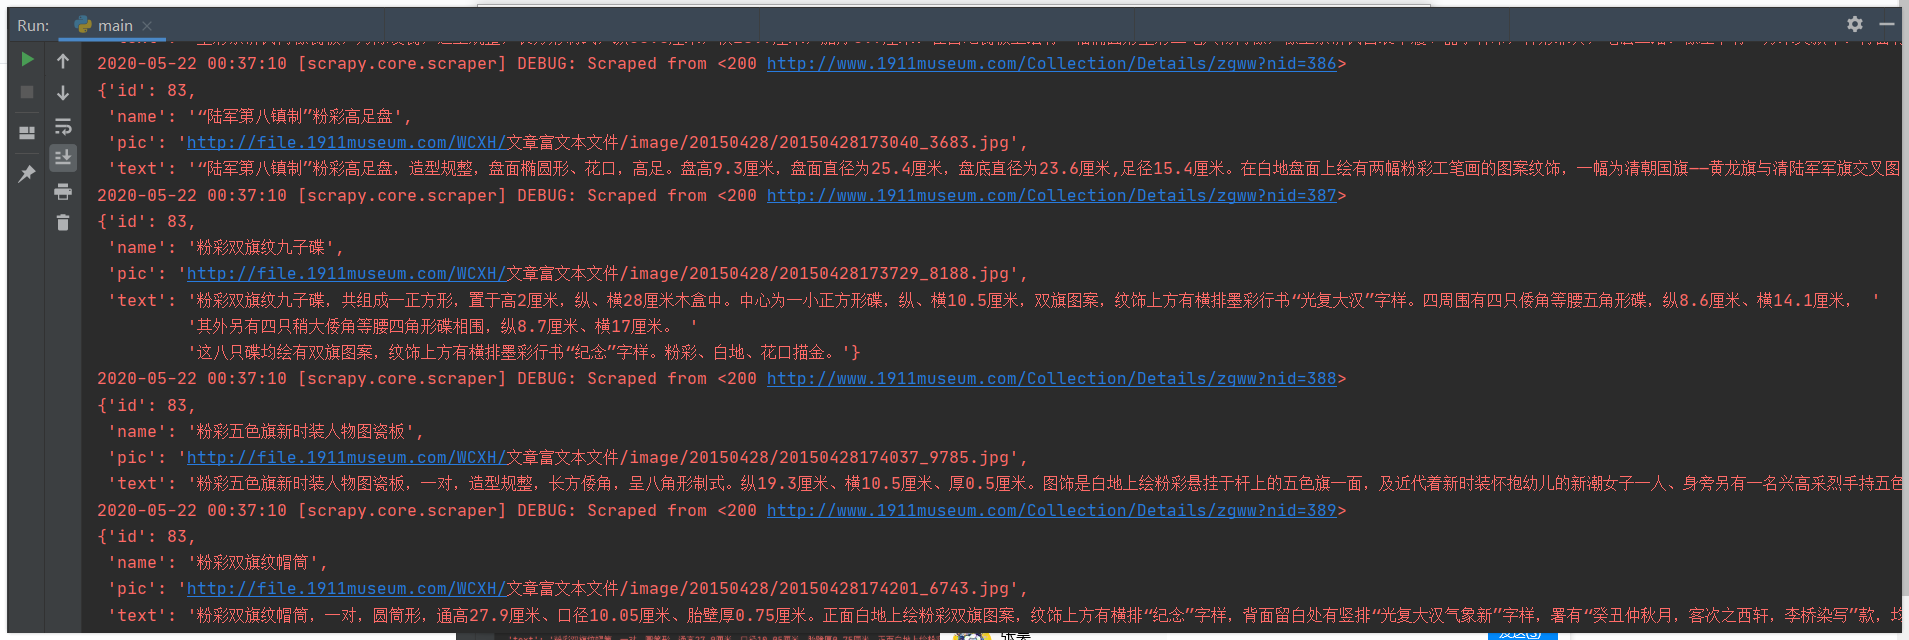 Run: main
2020-05-22 00:37:10 [scrapy.core.scraper] DEBUG: Scraped from <200 http://www.1911museum.com/Collection/Details/zgww?nid=386>
{'id': 83,
'name': '“陆军第八镇制”粉彩高足盘',
'pic': 'http://file.1911museum.com/WCXH/文章富文本文件/image/20150428/20150428173040_3683.jpg',
'text': '“陆军第八镇制”粉彩高足盘，造型规整，盘面椭圆形、花口，高足。盘高9.3厘米，盘面直径为25.4厘米，盘底直径为23.6厘米,足径15.4厘米。在白地盘面上绘有两幅粉彩工笔画的图案纹饰，一幅为清朝国旗——黄龙旗与清陆军军旗交叉图
2020-05-22 00:37:10 [scrapy.core.scraper] DEBUG: Scraped from <200 http://www.1911museum.com/Collection/Details/zgww?nid=387>
{'id': 83,
'name': '粉彩双旗纹九子碟',
'pic': 'http://file.1911museum.com/WCXH/文章富文本文件/image/20150428/20150428173729_8188.jpg',
'text': '粉彩双旗纹九子碟，共组成一正方形，置于高2厘米，纵、横28厘米木盒中。中心为一小正方形碟，纵、横10.5厘米，双旗图案，纹饰上方有横排墨彩行书“光复大汉”字样。四周围有四只倭角等腰五角形碟，纵8.6厘米、横14.1厘米， '
'其外另有四只稍大倭角等腰四角形碟相围，纵8.7厘米、横17厘米。 '
'这八只碟均绘有双旗图案，纹饰上方有横排墨彩行书“纪念”字样。粉彩、白地、花口描金。'}
2020-05-22 00:37:10 [scrapy.core.scraper] DEBUG: Scraped from <200 http://www.1911museum.com/Collection/Details/zgww?nid=388>
{'id': 83,
'name': '粉彩五色旗新时装人物图瓷板',
'pic': 'http://file.1911museum.com/WCXH/文章富文本文件/image/20150428/20150428174037_9785.jpg',
'text': '粉彩五色旗新时装人物图瓷板，一对，造型规整，长方倭角，呈八角形制式。纵19.3厘米、横10.5厘米、厚0.5厘米。图饰是白地上绘粉彩悬挂于杆上的五色旗一面，及近代着新时装怀抱幼儿的新潮女子一人、身旁另有一名兴高采烈手持五色
2020-05-22 00:37:10 [scrapy.core.scraper] DEBUG: Scraped from <200 http://www.1911museum.com/Collection/Details/zgww?nid=389>
{'id': 83,
'name': '粉彩双旗纹帽筒',
'pic': 'http://file.1911museum.com/WCXH/文章富文本文件/image/20150428/20150428174201_6743.jpg',
'text': '粉彩双旗纹帽筒，一对，圆筒形，通高27.9厘米、口径10.05厘米、胎壁厚0.75厘米。正面白地上绘粉彩双旗图案，纹饰上方有横排“纪念”字样，背面留白处有竖排“光复大汉气象新”字样，署有“癸丑仲秋月，客次之西轩，李桥染写”款，均